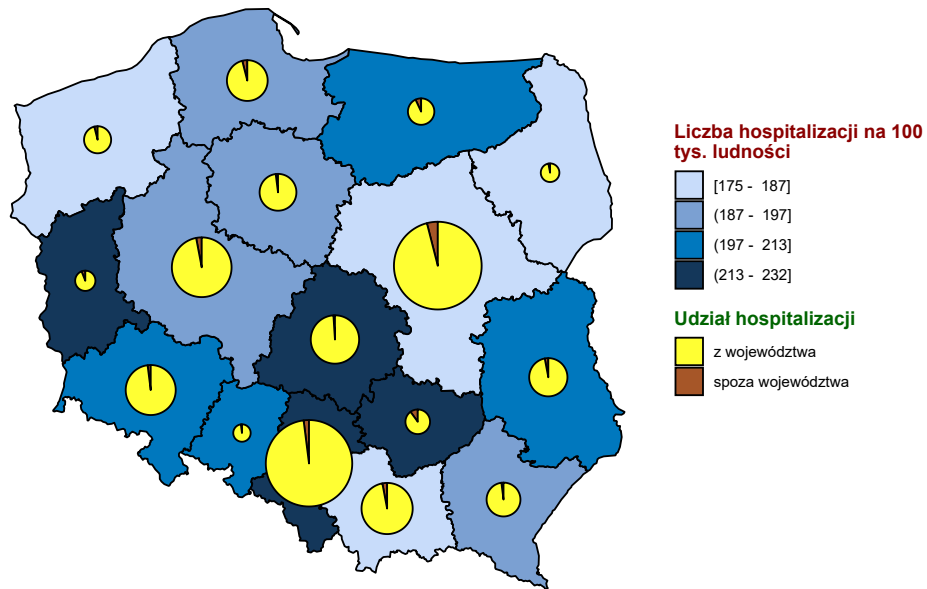 Liczba hospitalizacji na 100
tys. ludności
[175 - 187]
(187 - 197]
(197 - 213]
(213 - 232]
Udział hospitalizacji
z województwa
spoza województwa